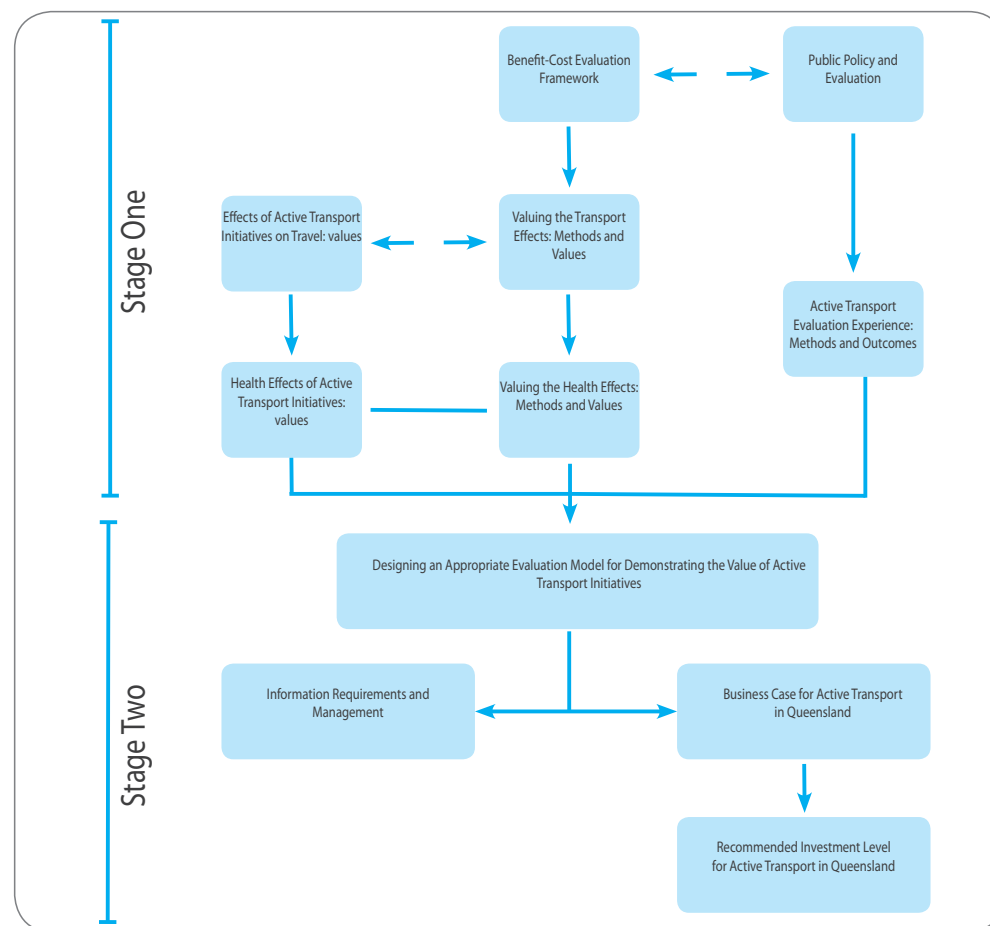 Stage One
Benefit-Cost Evaluation
Framework
Public Policy and
Evaluation
Effects of Active Transport
Initiatives on Travel: values
Valuing the Transport
Effects: Methods and
Values
Active Transport
Evaluation Experience:
Methods and Outcomes
Health Effects of Active
Transport Initiatives:
values
Valuing the Health Effects:
Methods and Values
Stage Two
Designing an Appropriate Evaluation Model for Demonstrating the Value of Active
Transport Initiatives
Information Requirements and
Management
Business Case for Active Transport
in Queensland
Recommended Investment Level
for Active Transport in Queensland